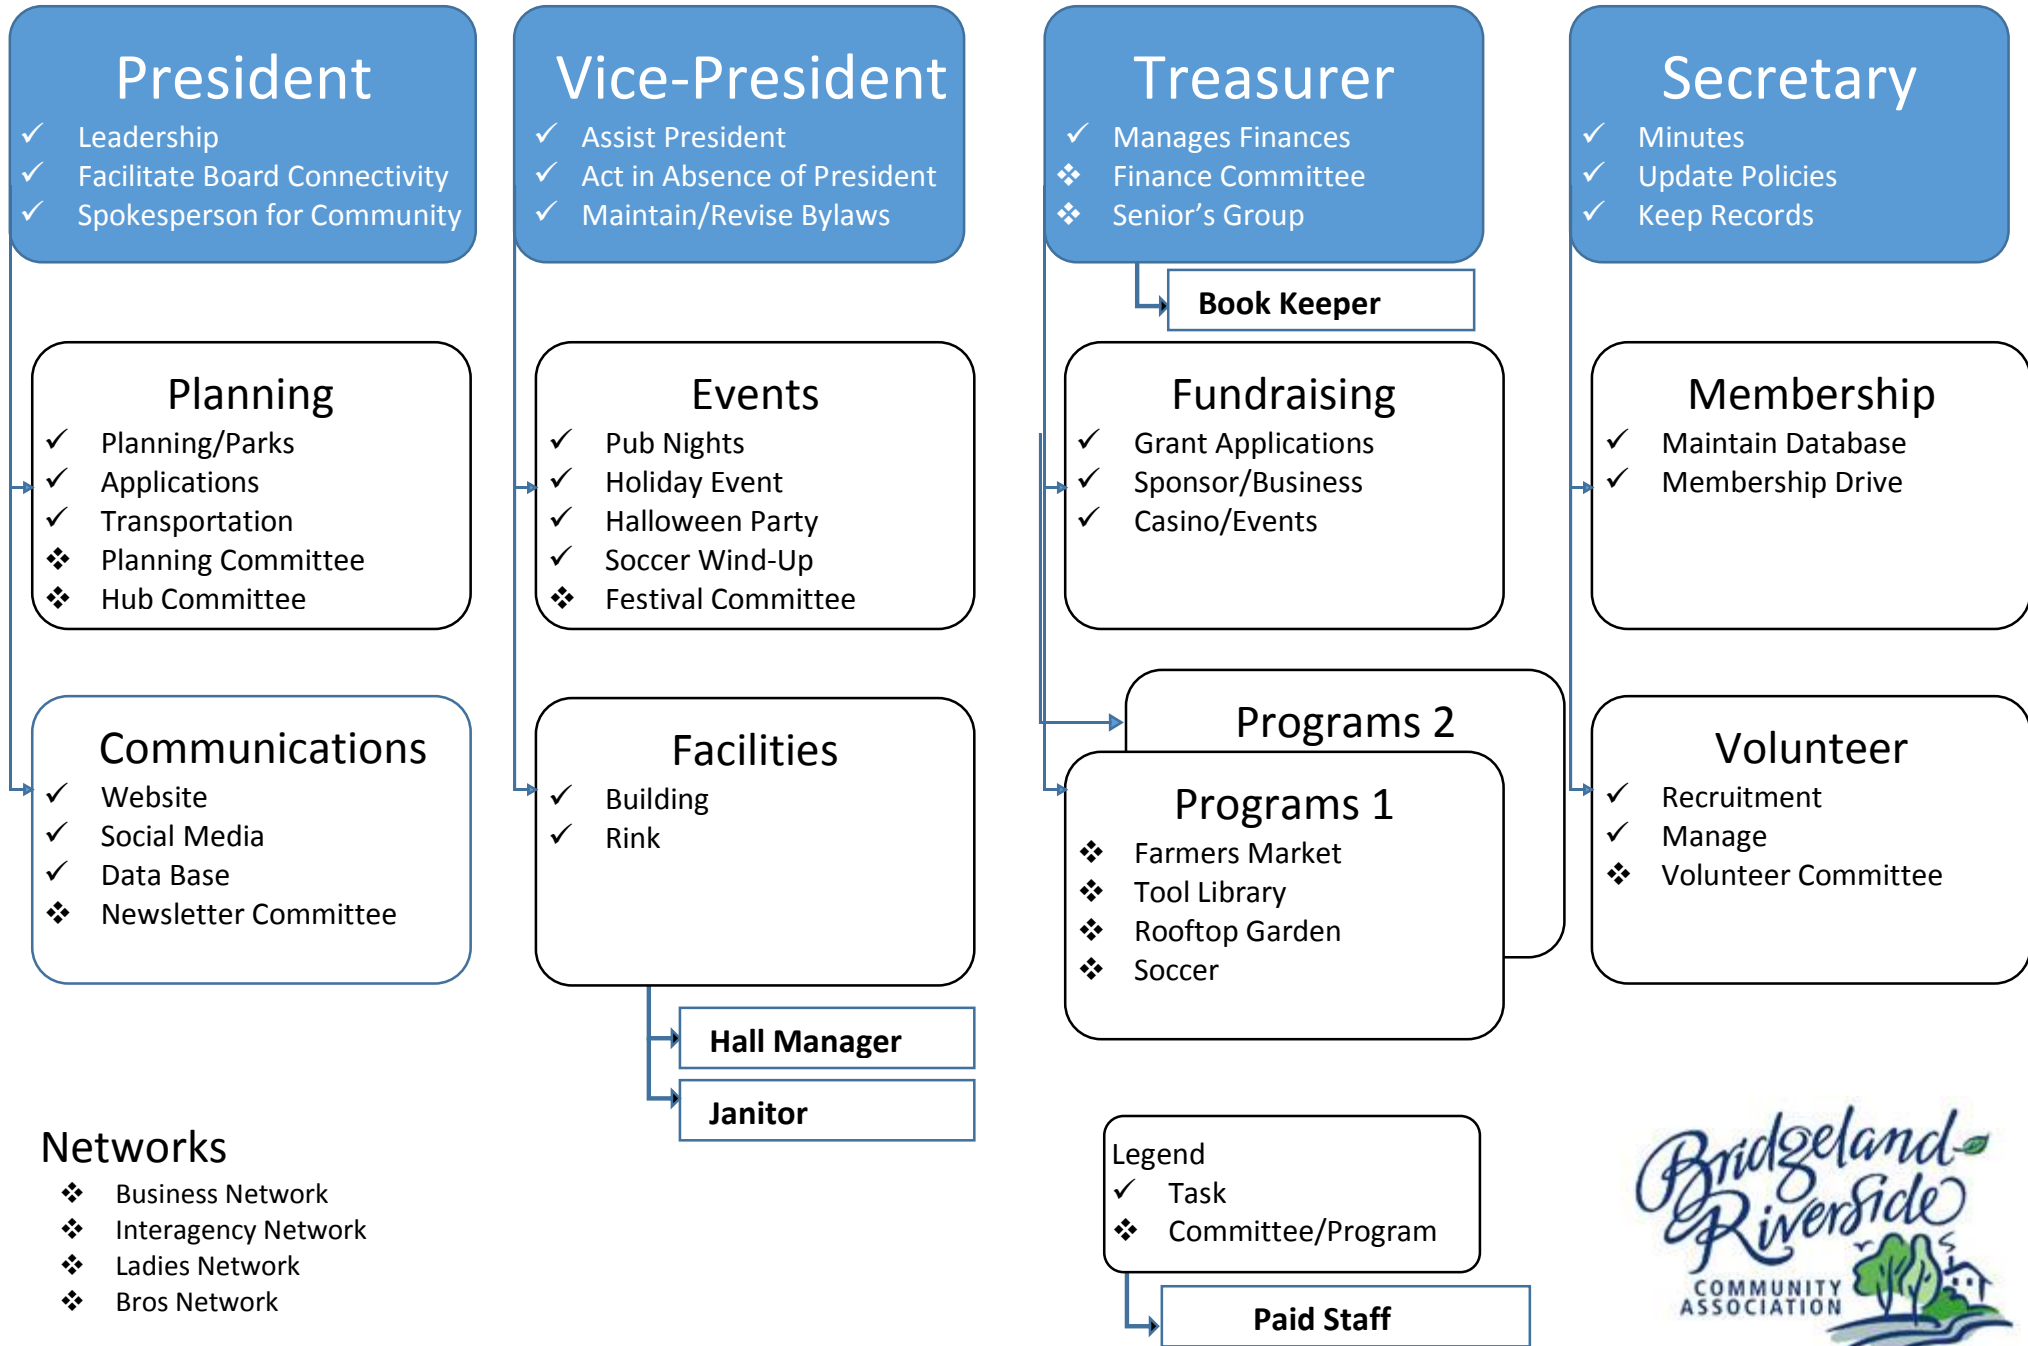 President
✓ Leadership
✓ Facilitate Board Connectivity
✓ Spokesperson for Community
Vice-President
✓ Assist President
✓ Act in Absence of President
✓ Maintain/Revise Bylaws
Treasurer
✓ Manages Finances
❖ Finance Committee
❖ Senior’s Group
Book Keeper
Secretary
✓ Minutes
✓ Update Policies
✓ Keep Records
Planning
✓ Planning/Parks
✓ Applications
✓ Transportation
❖ Planning Committee
❖ Hub Committee
Events
✓ Pub Nights
✓ Holiday Event
✓ Halloween Party
✓ Soccer Wind-Up
❖ Festival Committee
Fundraising
✓ Grant Applications
✓ Sponsor/Business
✓ Casino/Events
Membership
✓ Maintain Database
✓ Membership Drive
Communications
✓ Website
✓ Social Media
✓ Data Base
❖ Newsletter Committee
Facilities
✓ Building
✓ Rink
Hall Manager
Janitor
Programs 2
Programs 1
❖ Farmers Market
❖ Tool Library
❖ Rooftop Garden
❖ Soccer
Volunteer
✓ Recruitment
✓ Manage
❖ Volunteer Committee
Networks
❖ Business Network
❖ Interagency Network
❖ Ladies Network
❖ Bros Network
Legend
✓ Task
❖ Committee/Program
Paid Staff
Bridgeland
Riverside
COMMUNITY
ASSOCIATION